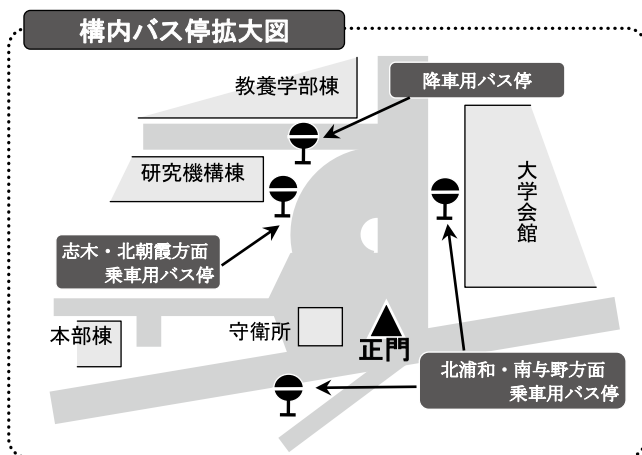 構内バス停拡大図
教養学部棟
降車用バス停
研究機構棟
大学会館
志木・北朝霞方面
乗車用バス停
本部棟
守衛所
正門
北浦和・南与野方面
乗車用バス停